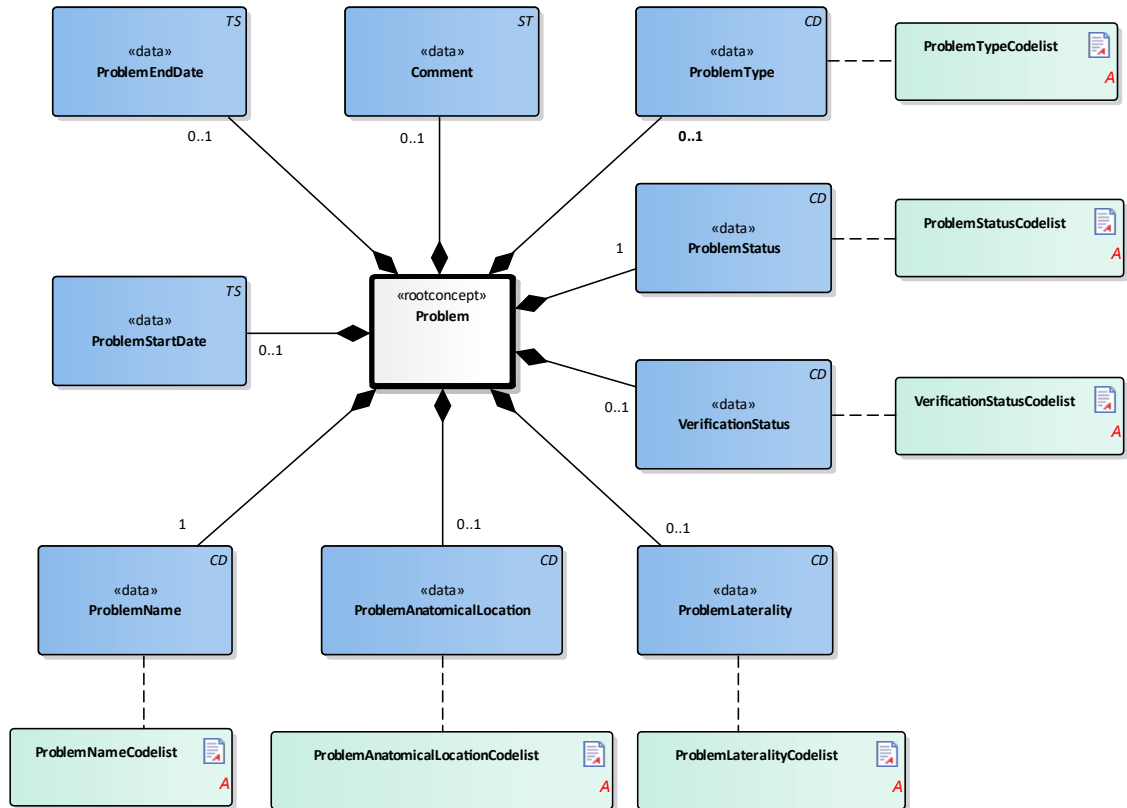 TS
«data»
ProblemEndDate
0..1
ST
«data»
Comment
0..1
CD
«data»
ProblemType
0..1
ProblemTypeCodelist
A
CD
«data»
ProblemStatus
1
ProblemStatusCodelist
A
TS
«data»
ProblemStartDate
0..1
«rootconcept»
Problem
CD
«data»
VerificationStatus
0..1
VerificationStatusCodelist
A
1
CD
«data»
ProblemName
0..1
CD
«data»
ProblemAnatomicalLocation
0..1
CD
«data»
ProblemLaterality
ProblemNameCodelist
A
ProblemAnatomicalLocationCodelist
A
ProblemLateralityCodelist
A